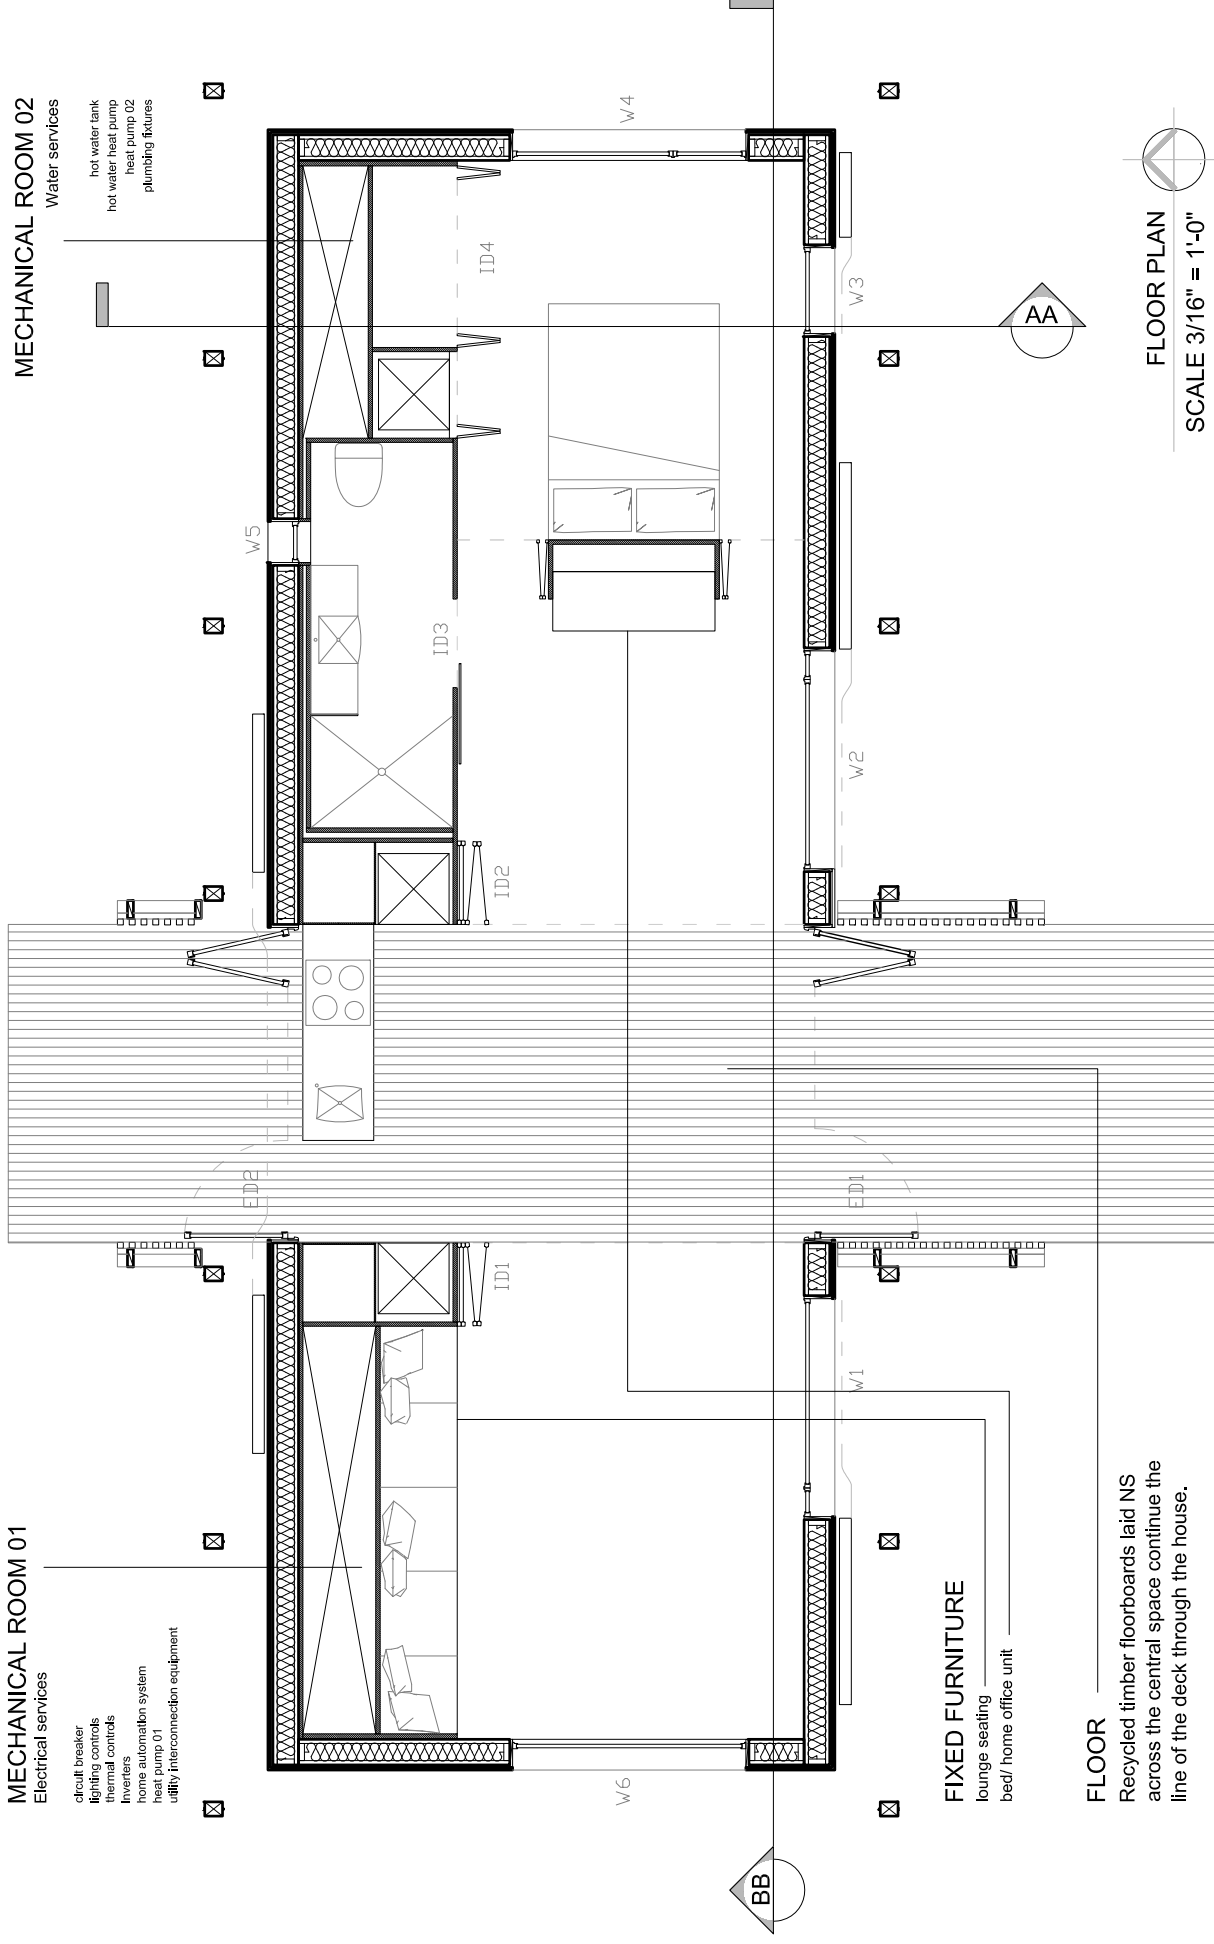 MECHANICAL ROOM 01
Electrical services
circuit breaker
lighting controls
thermal controls
Inverters
home automation system
heat pump 01
utility interconnection equipment
MECHANICAL ROOM 02
Water services
hot water tank
hot water heat pump
heat pump 02
plumbing fixtures
W5
ED2
ID1
ID2
ID3
ID4
W6
W4
W1
ED1
W2
W3
BB
AA
FIXED FURNITURE
lounge seating
bed/ home office unit
FLOOR
Recycled timber floorboards laid NS
across the central space continue the
line of the deck through the house.
FLOOR PLAN
SCALE 3/16" = 1'-0"